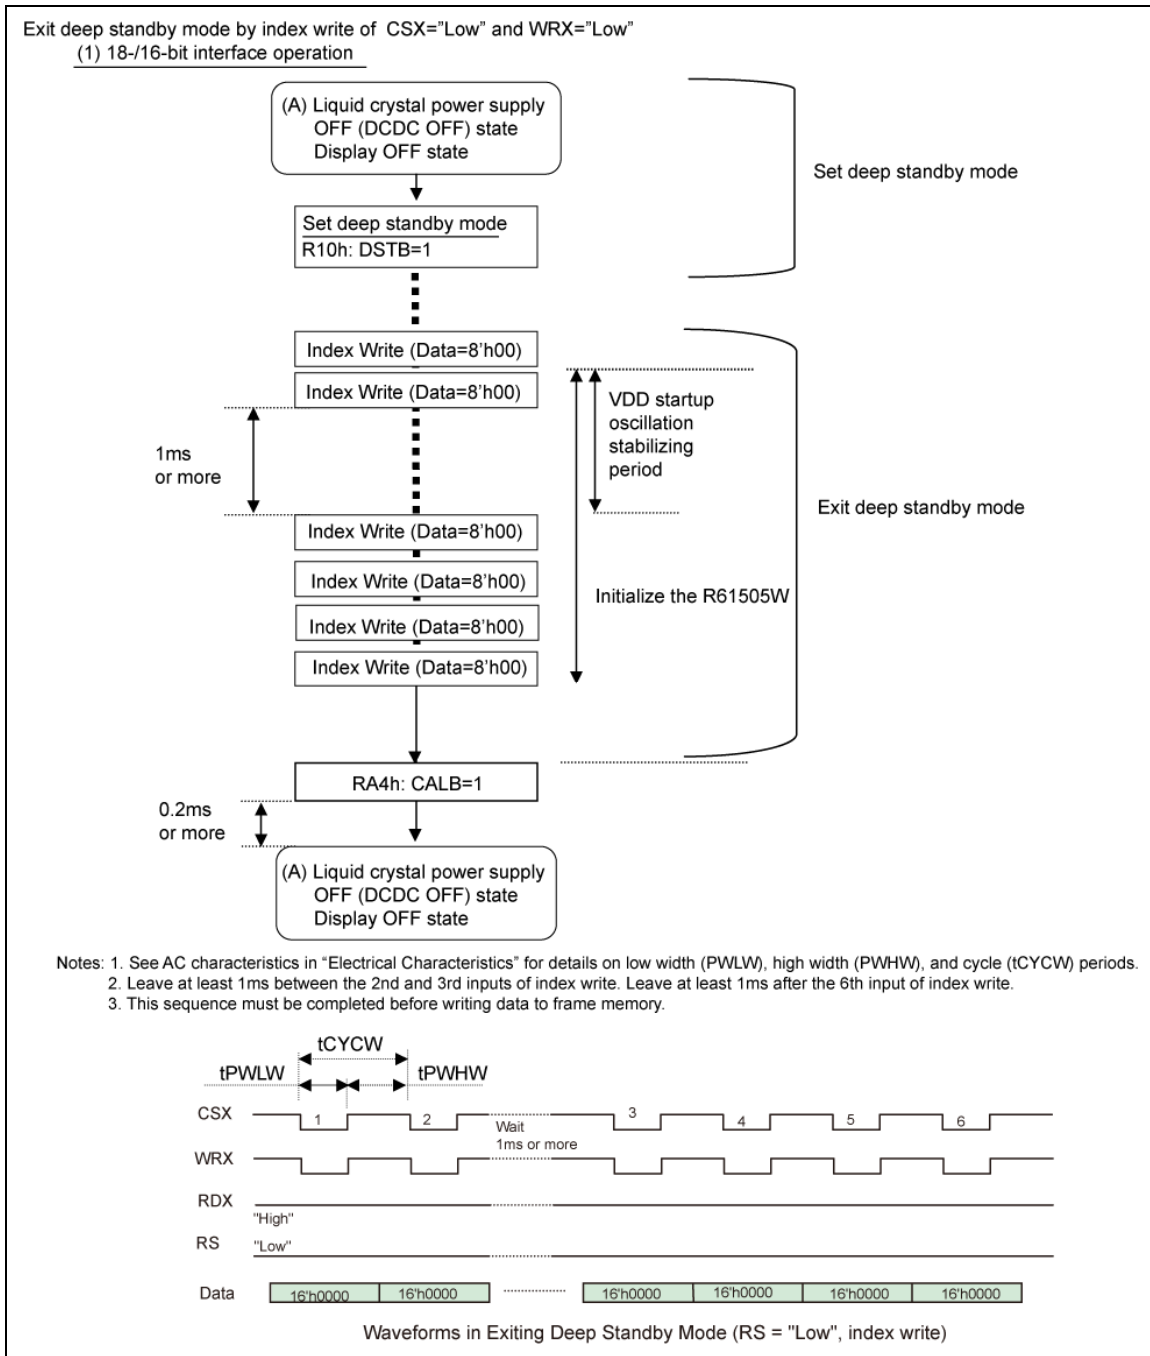 Exit deep standby mode by index write of CSX="Low" and WRX="Low"
(1) 18-/16-bit interface operation
(A) Liquid crystal power supply
OFF (DCDC OFF) state
Display OFF state
Set deep standby mode
Set deep standby mode
R10h: DSTB=1
Index Write (Data=8'h00)
Index Write (Data=8'h00)
VDD startup
oscillation
stabilizing
period
1ms
or more
Exit deep standby mode
Index Write (Data=8'h00)
Index Write (Data=8'h00)
Initialize the R61505W
Index Write (Data=8'h00)
Index Write (Data=8'h00)
RA4h: CALB=1
0.2ms
or more
(A) Liquid crystal power supply
OFF (DCDC OFF) state
Display OFF state
Notes: 1. See AC characteristics in “Electrical Characteristics” for details on low width (PWLW), high width (PWHW), and cycle (tCYCW) periods.
2. Leave at least 1ms between the 2nd and 3rd inputs of index write. Leave at least 1ms after the 6th input of index write.
3. This sequence must be completed before writing data to frame memory.
tCYCW
tPWLW tPWHW
CSX 1 2 3 4 5 6
Wait
1ms or more
WRX
RDX
"High"
RS "Low"
Data 16'h0000 16'h0000 16'h0000 16'h0000 16'h0000 16'h0000
Waveforms in Exiting Deep Standby Mode (RS = "Low", index write)